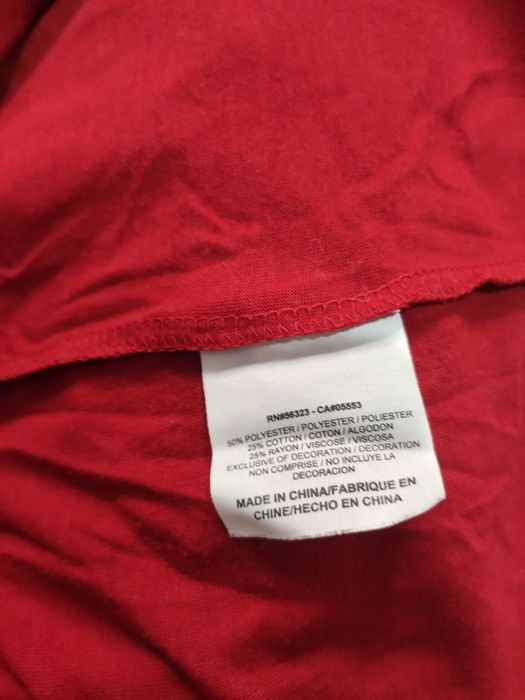 RN#56323 - CA#05553
50% POLYESTER / POLYESTER / POLIESTER
25% COTTON / COTON / ALGODON
25% RAYON / VISCOSE / VISCOSA
EXCLUSIVE OF DECORATION / DECORATION
NON COMPRISE / NO INCLUYE LA
DECORACION
MADE IN CHINA/FABRIQUE EN
CHINE/HECHO EN CHINA